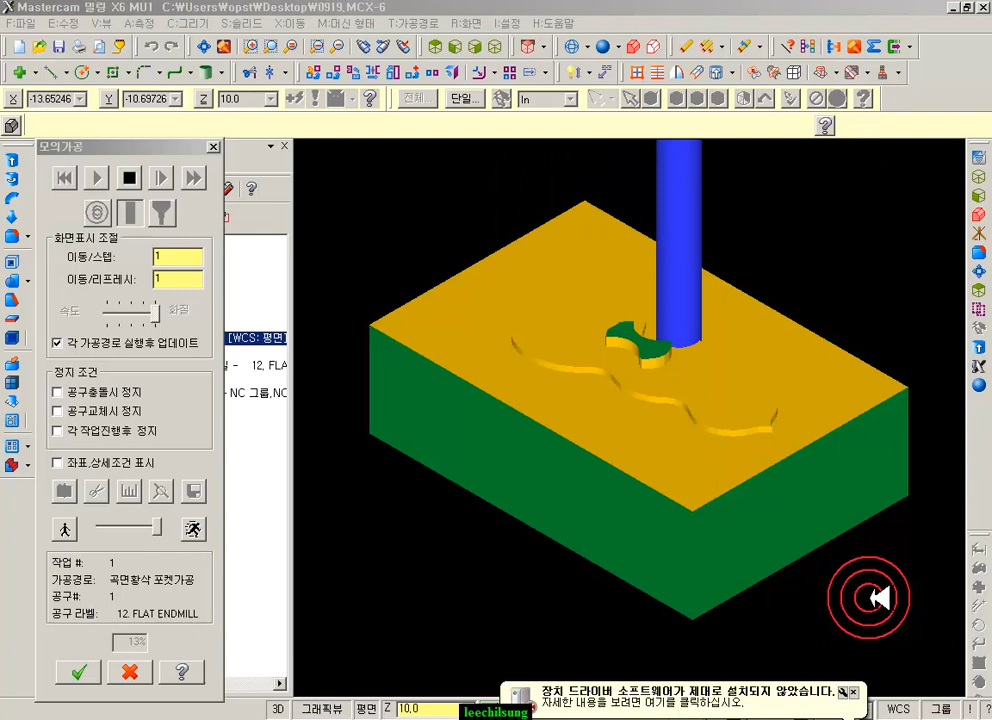 Mastercam 밀링 X6 MU1 C:₩Users₩opst₩Desktop₩0919,MCX-6
F:파일 E:수정 V:뷰 A:측정 C:그리기 S:솔리드 X:이동 M:머신 형태 T:가공경로 R:화면 I:설정 H:도움말
X -13.65246 Y -10.69726 Z 10.0 전체... 단일... In
모의가공
화면표시 조절
이동/스텝: 1
이동/리프레시: 1
속도 화질
각 가공경로 실행후 업데이트
정지 조건
공구충돌시 정지
공구교체시 정지
각 작업진행후 정지
좌표,상세조건 표시
작업 #: 1
가공경로: 곡면황삭 포켓가공
공구#: 1
공구 라벨: 12. FLAT ENDMILL
13%
[WCS: 평면]
- 12, FL
- NC 그룹,NC
장치 드라이버 소프트웨어가 제대로 설치되지 않았습니다.
자세한 내용을 보려면 여기를 클릭하십시오.
3D 그래픽뷰 평면 Z 10,0 WCS 그룹 !
leechilsung